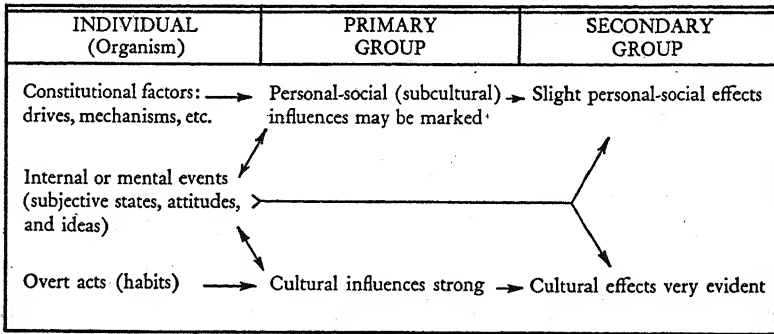 INDIVIDUAL
(Organism)
PRIMARY
GROUP
SECONDARY
GROUP
Constitutional factors:
drives, mechanisms, etc.
Personal-social (subcultural)
influences may be marked
Slight personal-social effects
Internal or mental events
(subjective states, attitudes,
and ideas)
Overt acts (habits)
Cultural influences strong
Cultural effects very evident